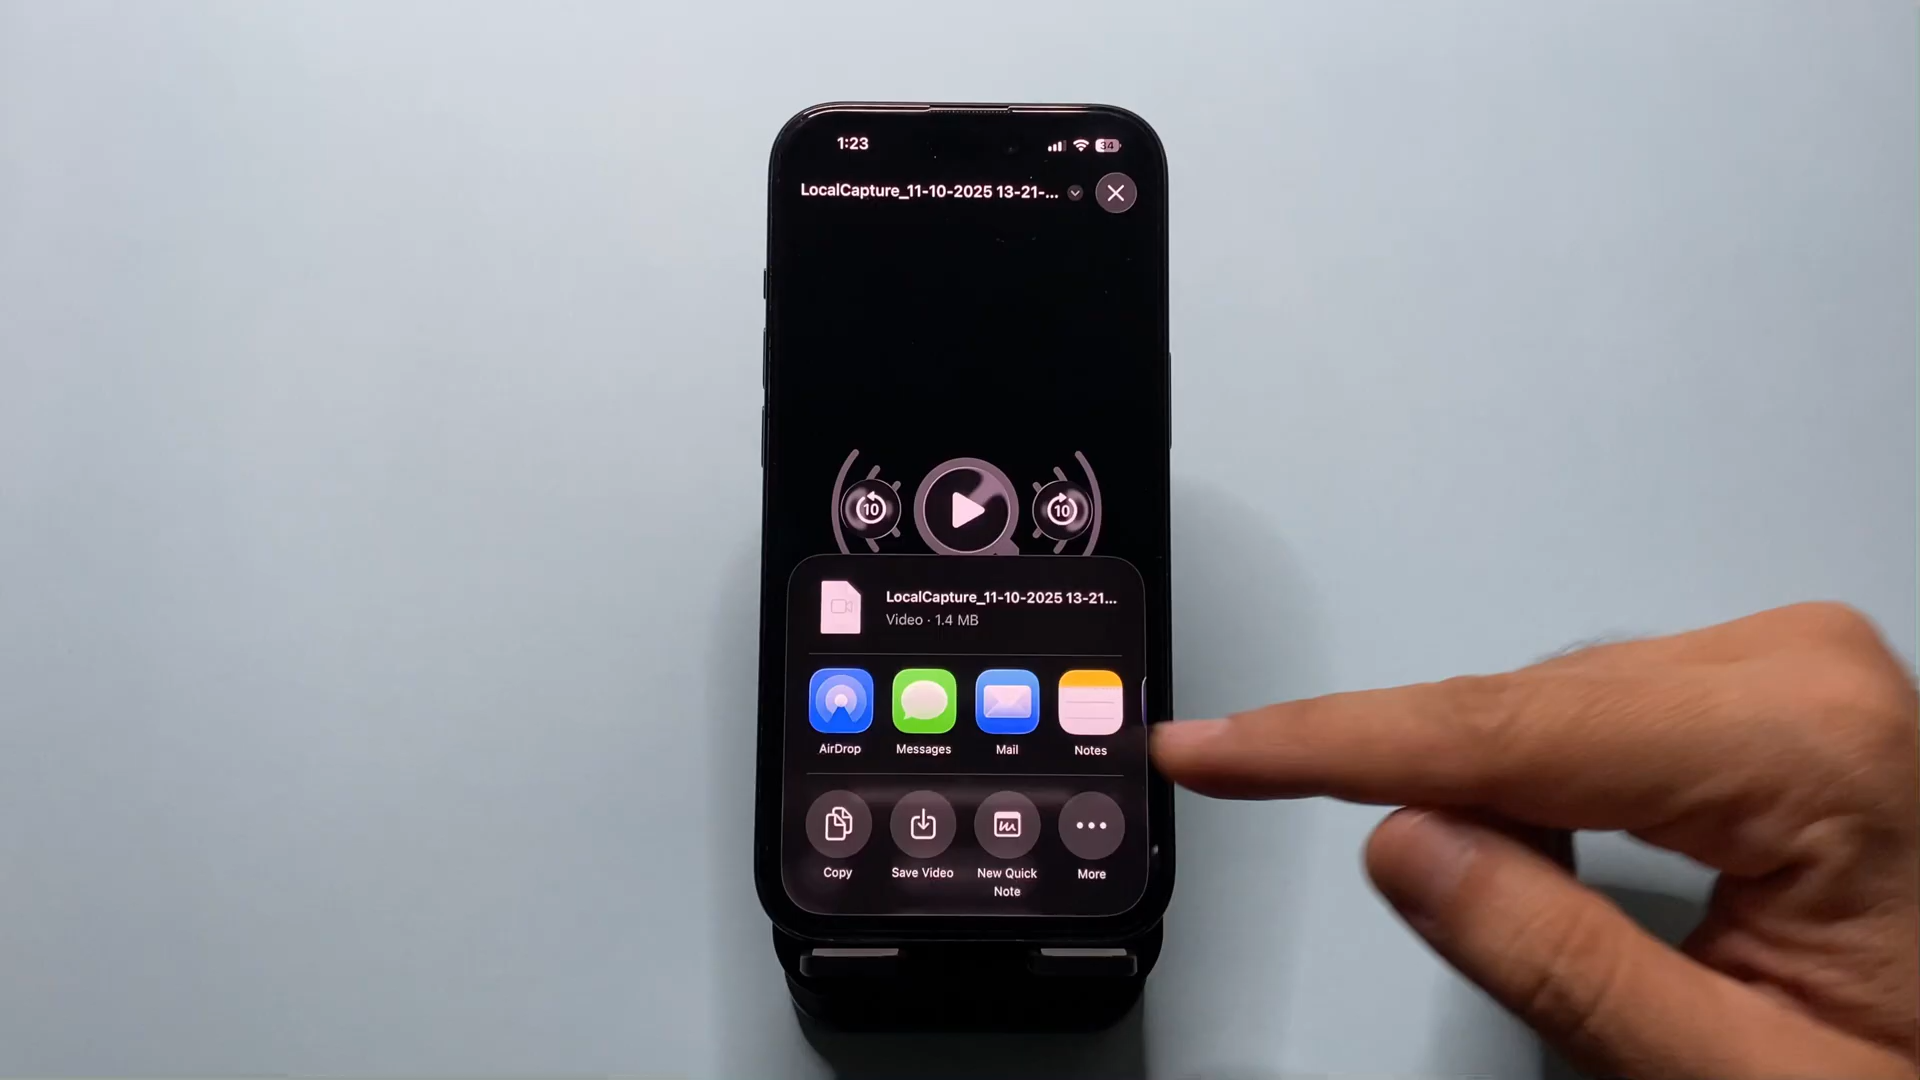 1:23
34
LocalCapture_11-10-2025 13-21-...
10
10
LocalCapture_11-10-2025 13-21...
Video · 1.4 MB
AirDrop
Messages
Mail
Notes
Copy
Save Video
New Quick
Note
More